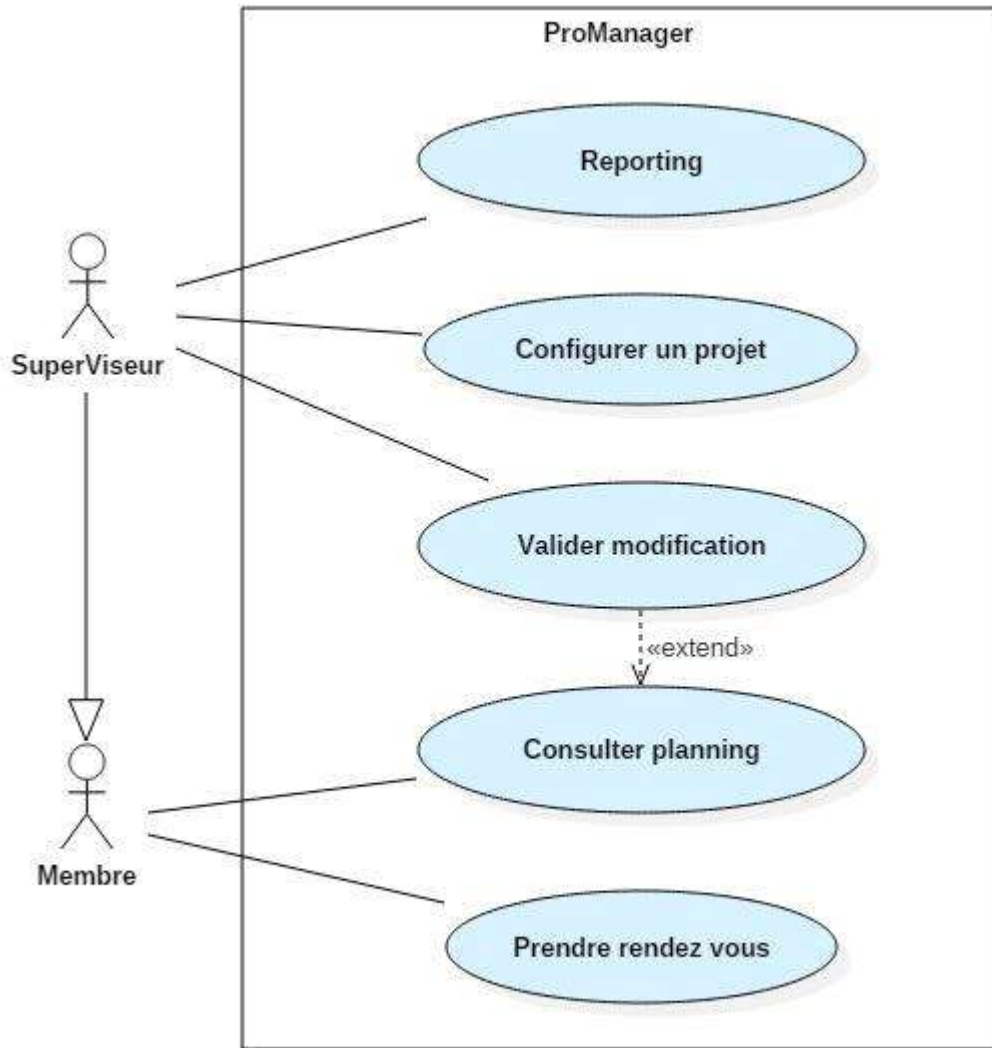 ProManager
Reporting
SuperViseur
Configurer un projet
Valider modification
«extend»
Consulter planning
Membre
Prendre rendez vous